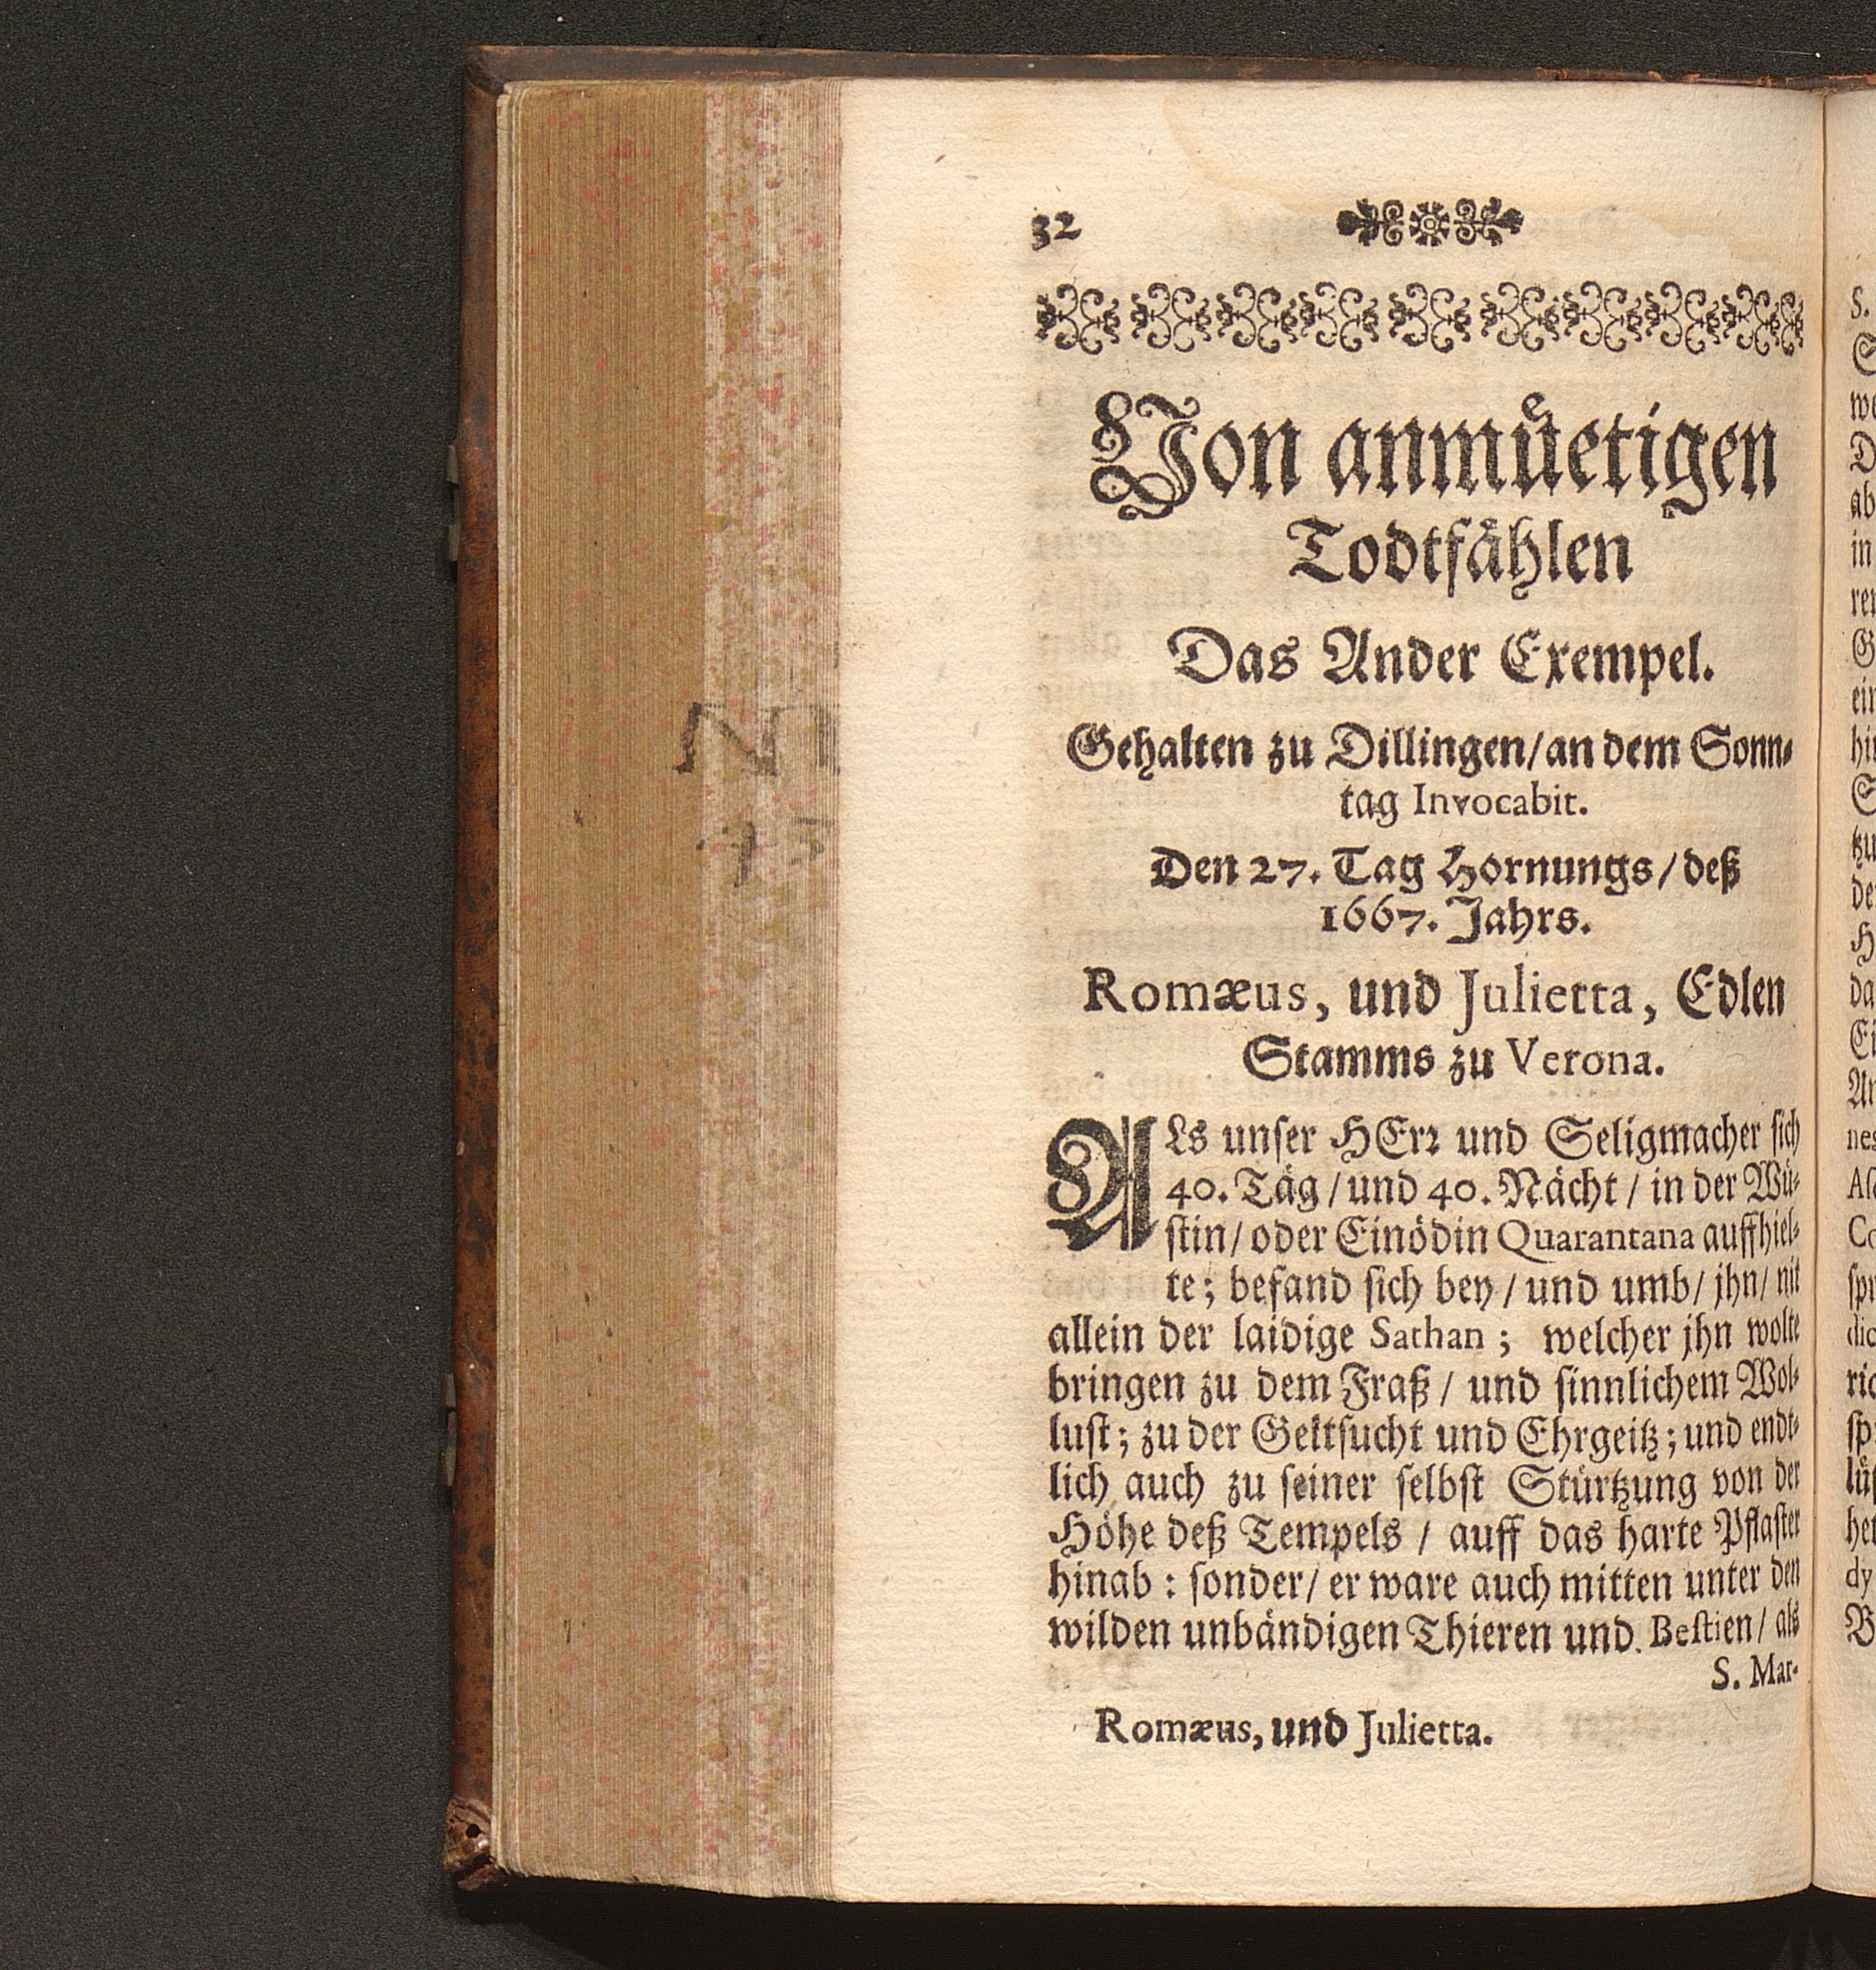 32
Von anmüetigen
Todtfählen
Das Ander Exempel.
Gehalten zu Dillingen/an dem Sonn⸗
tag Invocabit.
Den 27. Tag Hornungs/deß
1667. Jahrs.
Romæus, und Julietta, Edlen
Stamms zu Verona.
ALs unser HErr und Seligmacher sich
40. Täg/und 40. Nächt/ in der Wü⸗
stin/ oder Einödin Quarantana auffhiel⸗
te; befand sich bey/und umb/ jhn/ nit
allein der laidige Sathan; welcher jhn wolte
bringen zu dem Fraß/ und sinnlichem Wol⸗
lust; zu der Geltsucht und Ehrgeitz; und endt⸗
lich auch zu seiner selbst Stürtzung von der
Höhe deß Tempels / auff das harte Pflaster
hinab: sonder/ er ware auch mitten unter den
wilden unbändigen Thieren und. Bestien/ als
S. Mar-
Romæus, und Julietta.